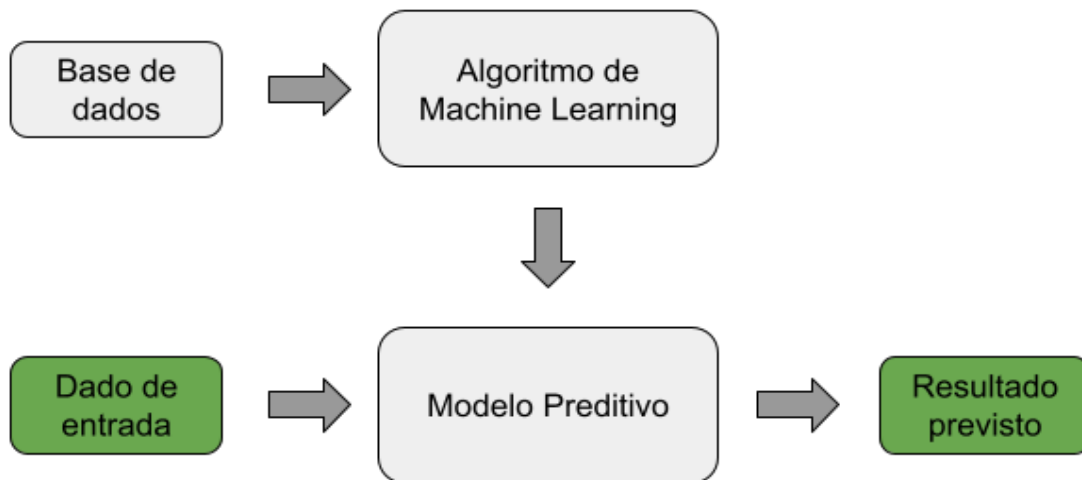 Base de
dados
Algoritmo de
Machine Learning
Dado de
entrada
Modelo Preditivo
Resultado
previsto